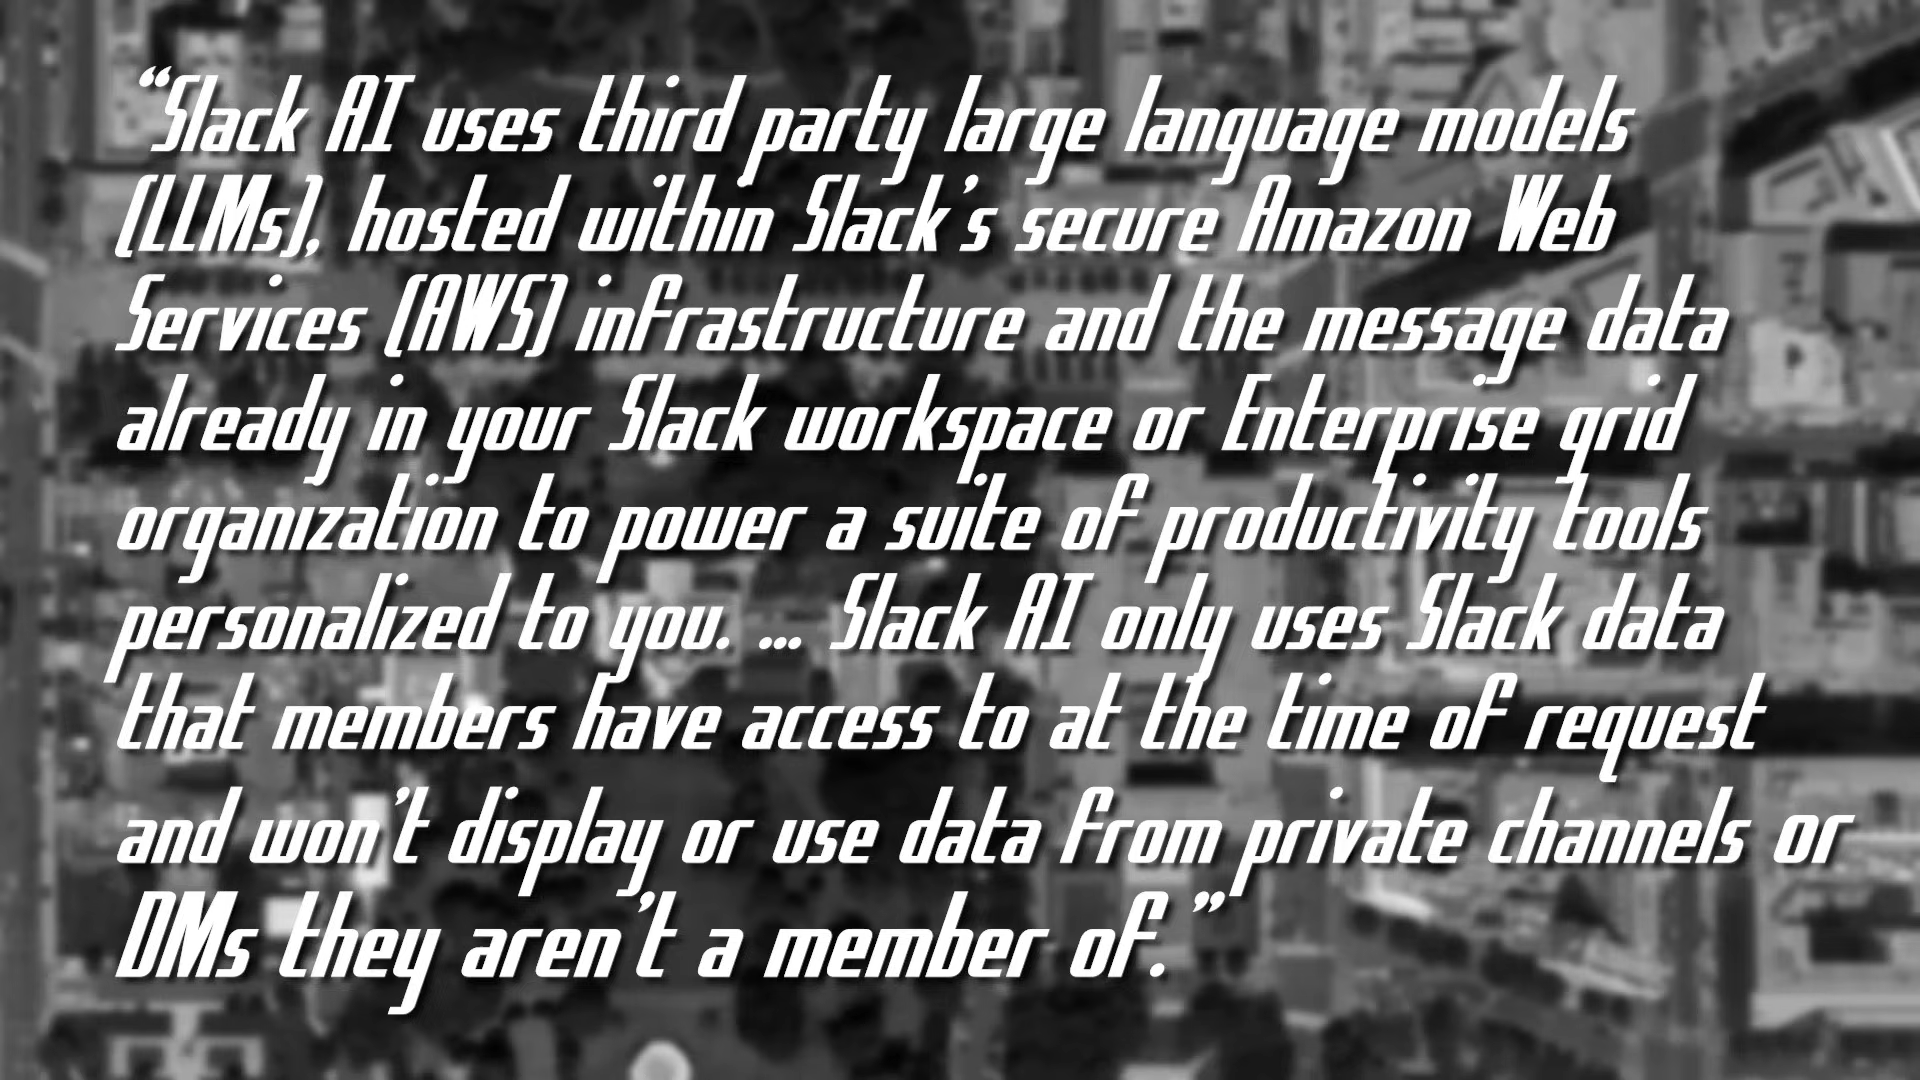 “Slack AI uses third party large language models
(LLMs), hosted within Slack’s secure Amazon Web
Services (AWS) infrastructure and the message data
already in your Slack workspace or Enterprise grid
organization to power a suite of productivity tools
personalized to you. ... Slack AI only uses Slack data
that members have access to at the time of request
and won’t display or use data from private channels or
DMs they aren’t a member of.”